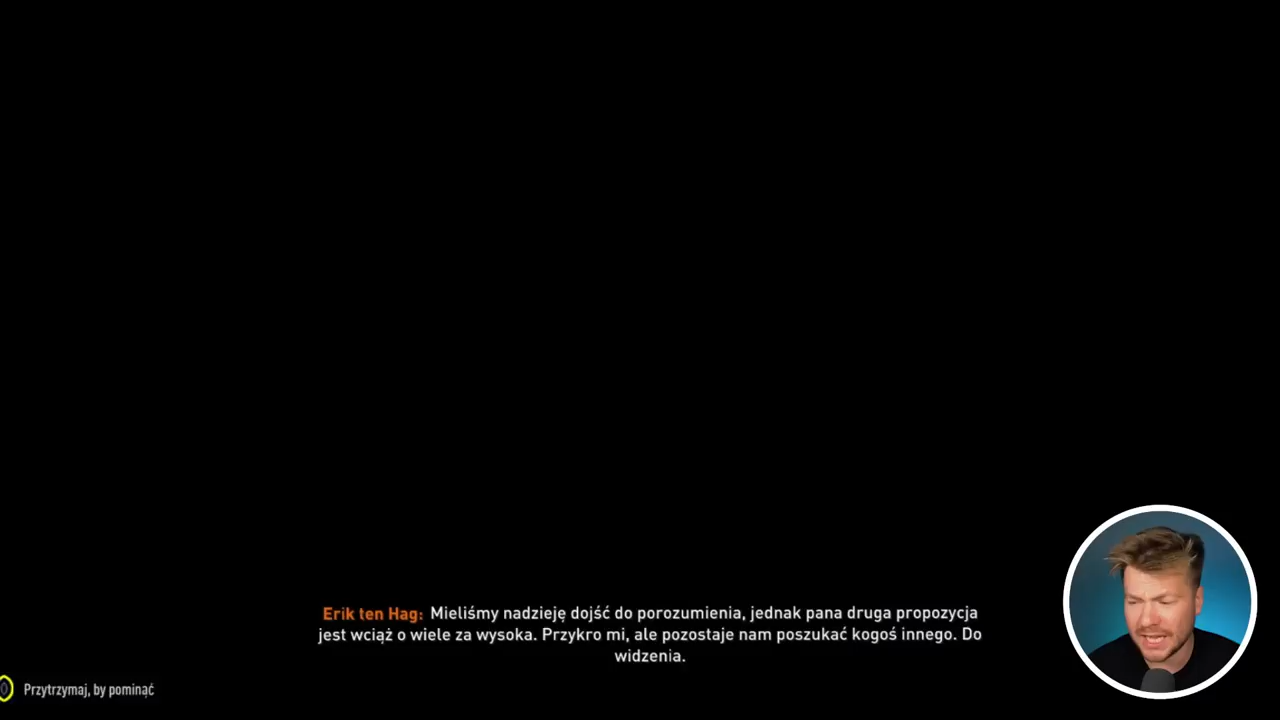 Erik ten Hag: Mieliśmy nadzieję dojść do porozumienia, jednak pana druga propozycja
jest wciąż o wiele za wysoka. Przykro mi, ale pozostaje nam poszukać kogoś innego. Do
widzenia.
Przytrzymaj, by pominąć